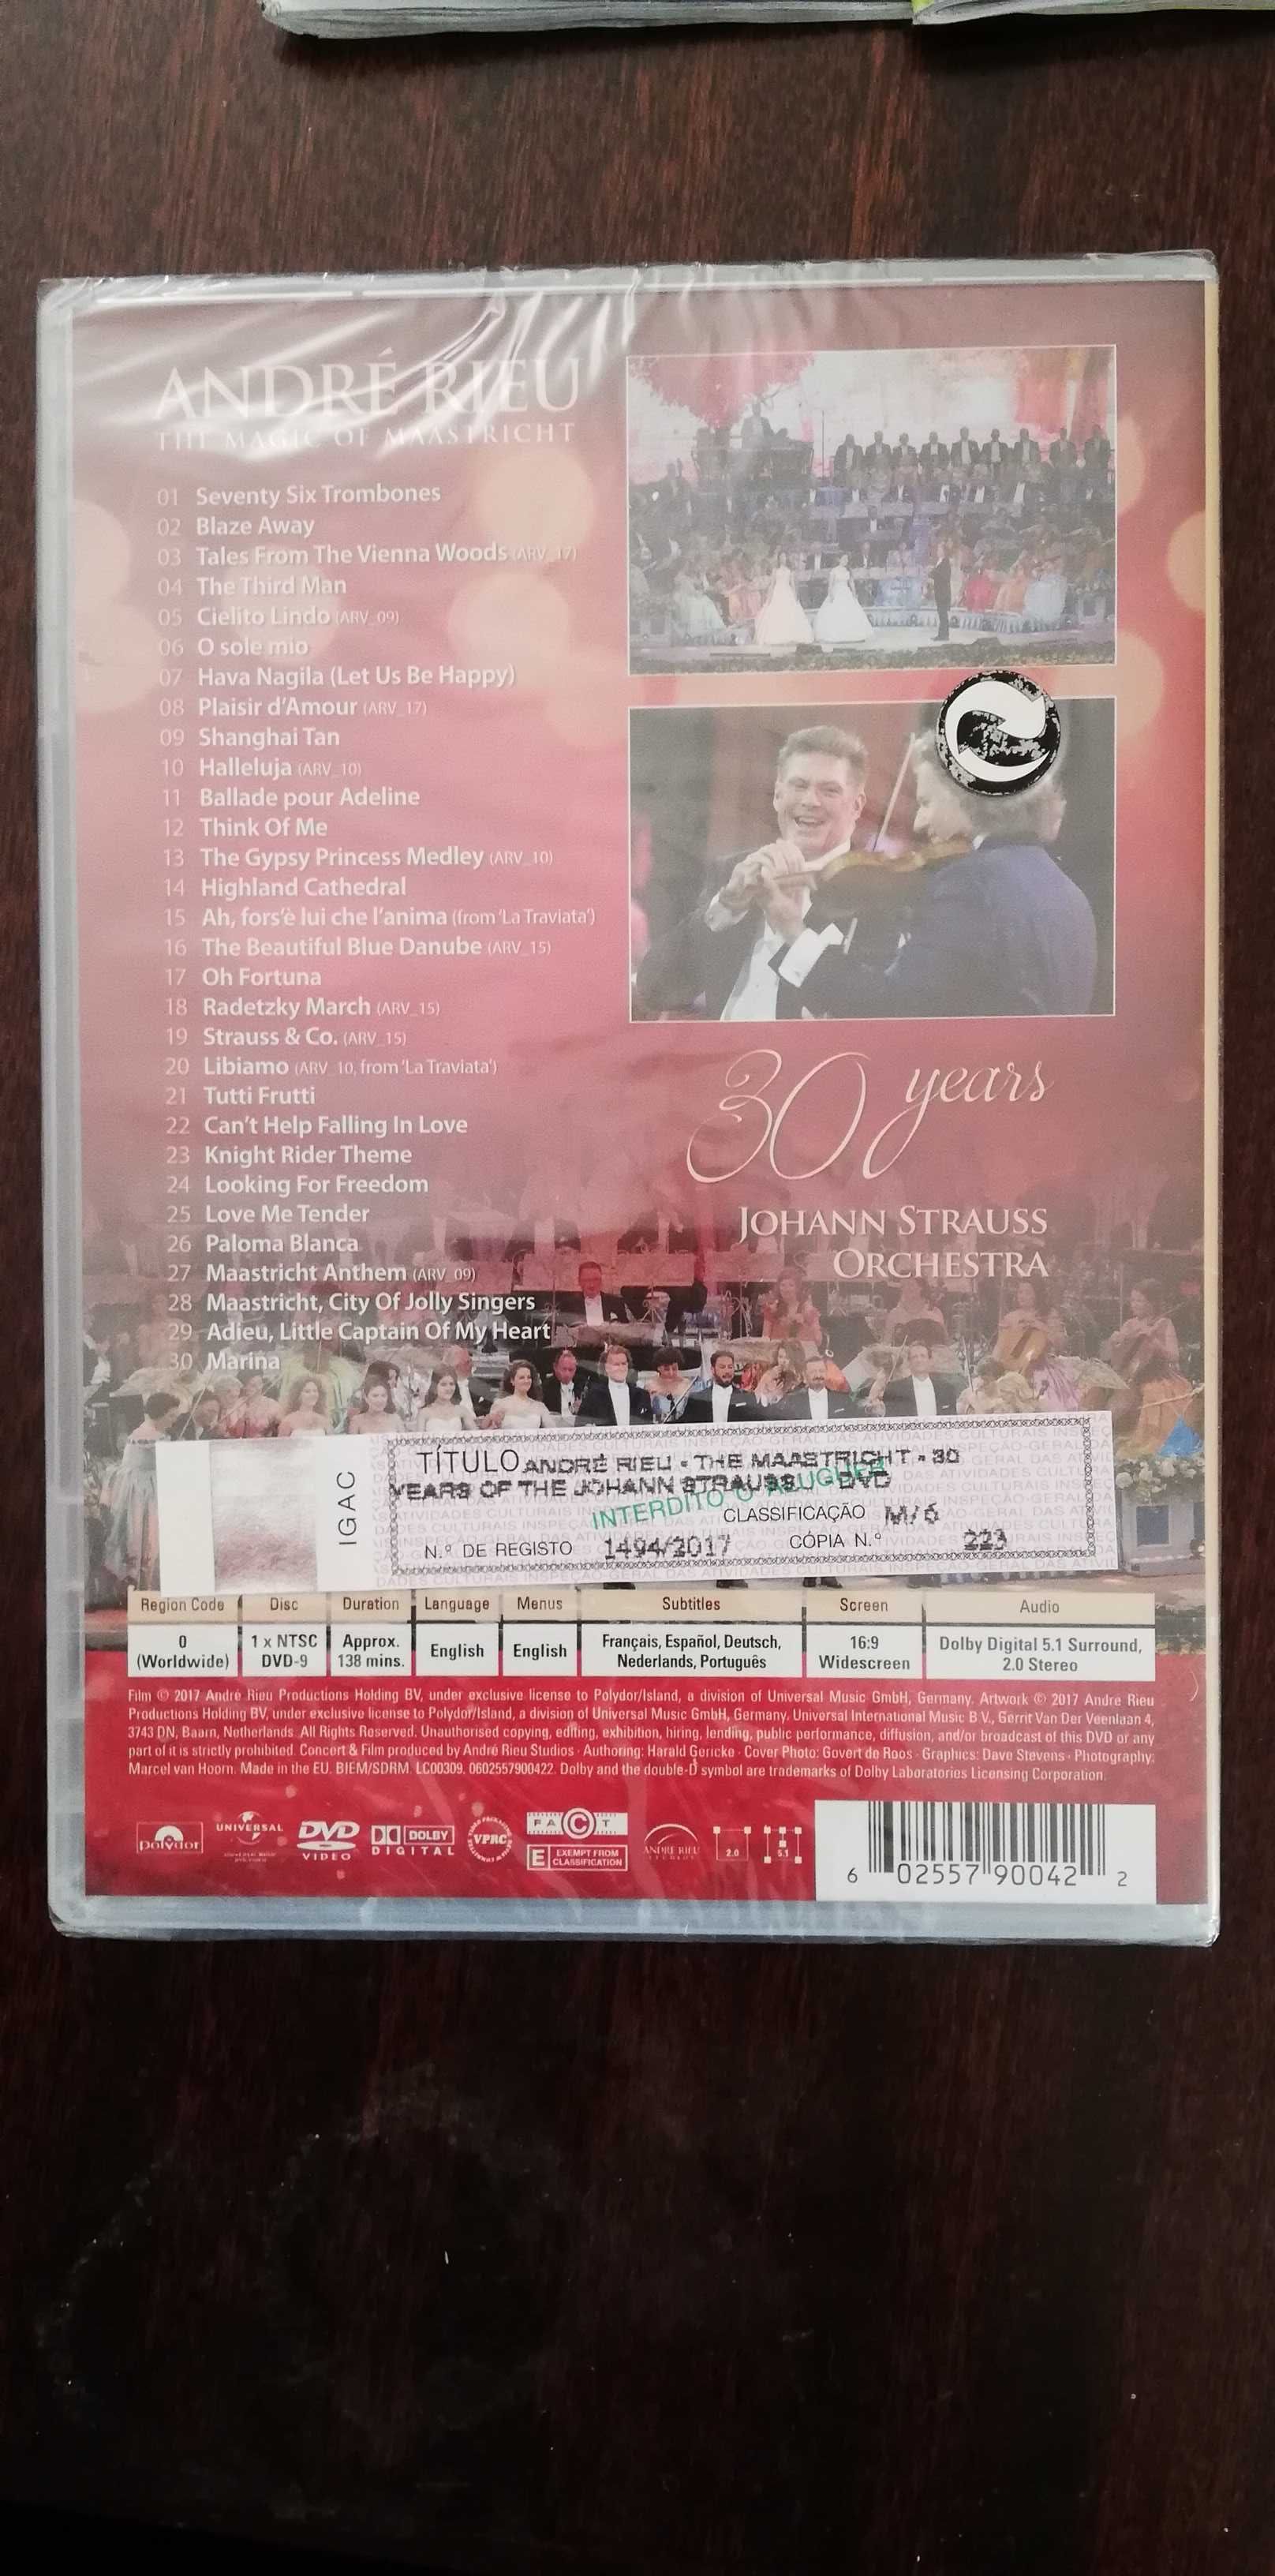 ANDRÉ RIEU
THE MAGIC OF MAASTRICHT
01 Seventy Six Trombones
02 Blaze Away
03 Tales From The Vienna Woods (ARV_17)
04 The Third Man
05 Cielito Lindo (ARV_09)
06 O sole mio
07 Hava Nagila (Let Us Be Happy)
08 Plaisir d'Amour (ARV_17)
09 Shanghai Tan
10 Halleluja (ARV_10)
11 Ballade pour Adeline
12 Think Of Me
13 The Gypsy Princess Medley (ARV_10)
14 Highland Cathedral
15 Ah, fors'è lui che l'anima (from 'La Traviata')
16 The Beautiful Blue Danube (ARV_15)
17 Oh Fortuna
18 Radetzky March (ARV_15)
19 Strauss & Co. (ARV_15)
20 Libiamo (ARV_10, from 'La Traviata')
21 Tutti Frutti
22 Can't Help Falling In Love
23 Knight Rider Theme
24 Looking For Freedom
25 Love Me Tender
26 Paloma Blanca
27 Maastricht Anthem (ARV_09)
28 Maastricht, City Of Jolly Singers
29 Adieu, Little Captain Of My Heart
30 Marina
30 years
JOHANN STRAUSS
ORCHESTRA
IGAC
TÍTULO ANDRÉ RIEU - THE MAASTRICHT - 30
YEARS OF THE JOHANN STRAUSS - DVD
INTERDITO O ALUGUER
CLASSIFICAÇÃO M/6
N.º DE REGISTO 1494/2017 CÓPIA N.º 223
Region Code Disc Duration Language Menus Subtitles Screen Audio
0 (Worldwide)
1 x NTSC DVD-9
Approx. 138 mins.
English
English
Français, Español, Deutsch, Nederlands, Português
16:9 Widescreen
Dolby Digital 5.1 Surround, 2.0 Stereo
Film ℗ 2017 André Rieu Productions Holding BV, under exclusive license to Polydor/Island, a division of Universal Music GmbH, Germany. Artwork © 2017 André Rieu
Productions Holding BV, under exclusive license to Polydor/Island, a division of Universal Music GmbH, Germany. Universal International Music B.V., Gerrit Van Der Veenlaan 4,
3743 DN, Baarn, Netherlands. All Rights Reserved. Unauthorised copying, editing, exhibition, hiring, lending, public performance, diffusion, and/or broadcast of this DVD or any
part of it is strictly prohibited. Concert & Film produced by André Rieu Studios · Authoring: Harald Gericke · Cover Photo: Govert de Roos · Graphics: Dave Stevens · Photography:
Marcel van Hoorn. Made in the EU. BIEM/SDRM. LC00309. 0602557900422. Dolby and the double-D symbol are trademarks of Dolby Laboratories Licensing Corporation.
polydor
UNIVERSAL
DVD
VIDEO
DOLBY
DIGITAL
VPRC
FACT
E EXEMPT FROM
CLASSIFICATION
ANDRÉ RIEU
STUDIOS
2.0
5.1
6 02557 90042 2